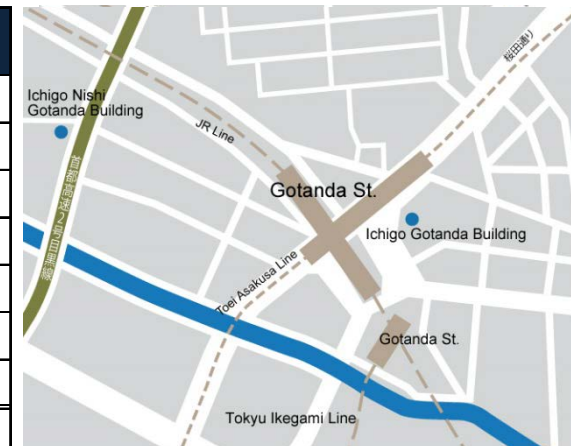 桜田通り
Ichigo Nishi
Gotanda Building
JR Line
Gotanda St.
首都高速2号目黒線
Ichigo Gotanda Building
Toei Asakusa Line
Gotanda St.
Tokyu Ikegami Line